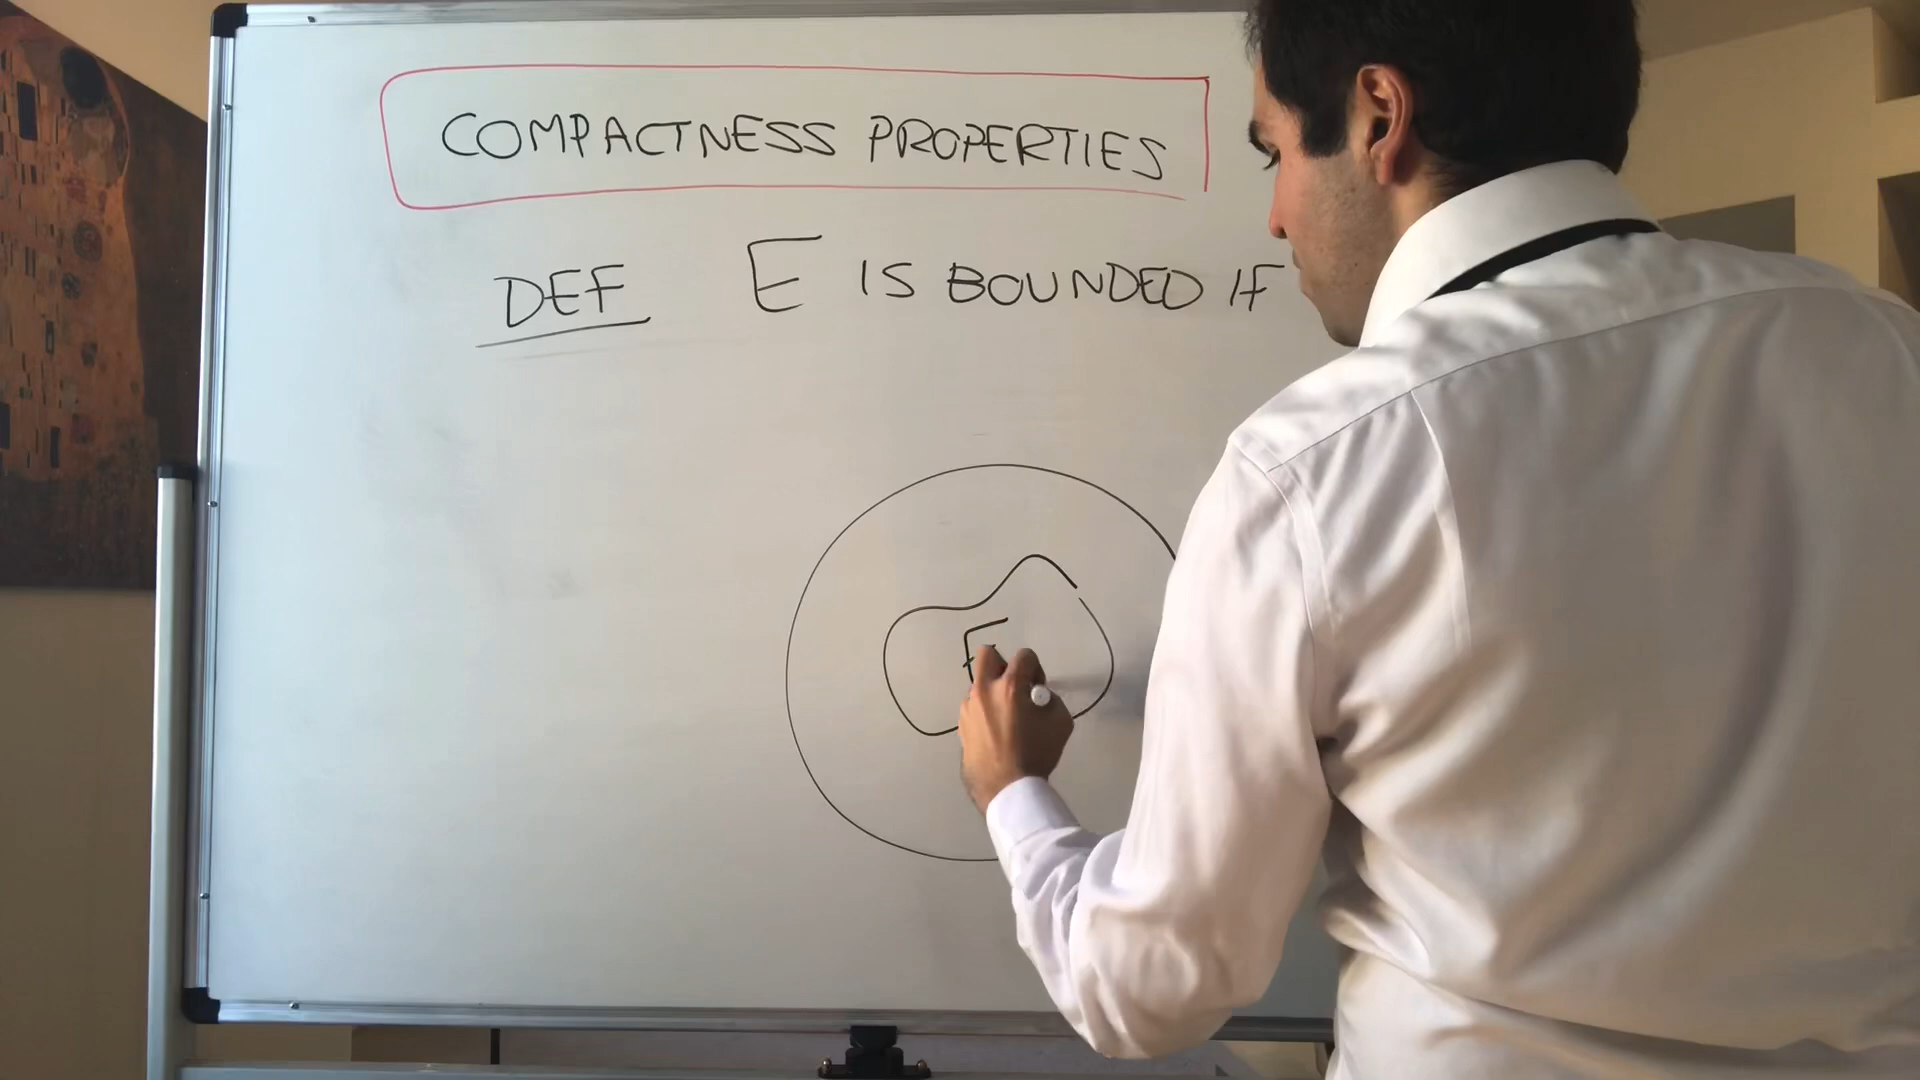 COMPACTNESS PROPERTIES
DEF E IS BOUNDED IF
E